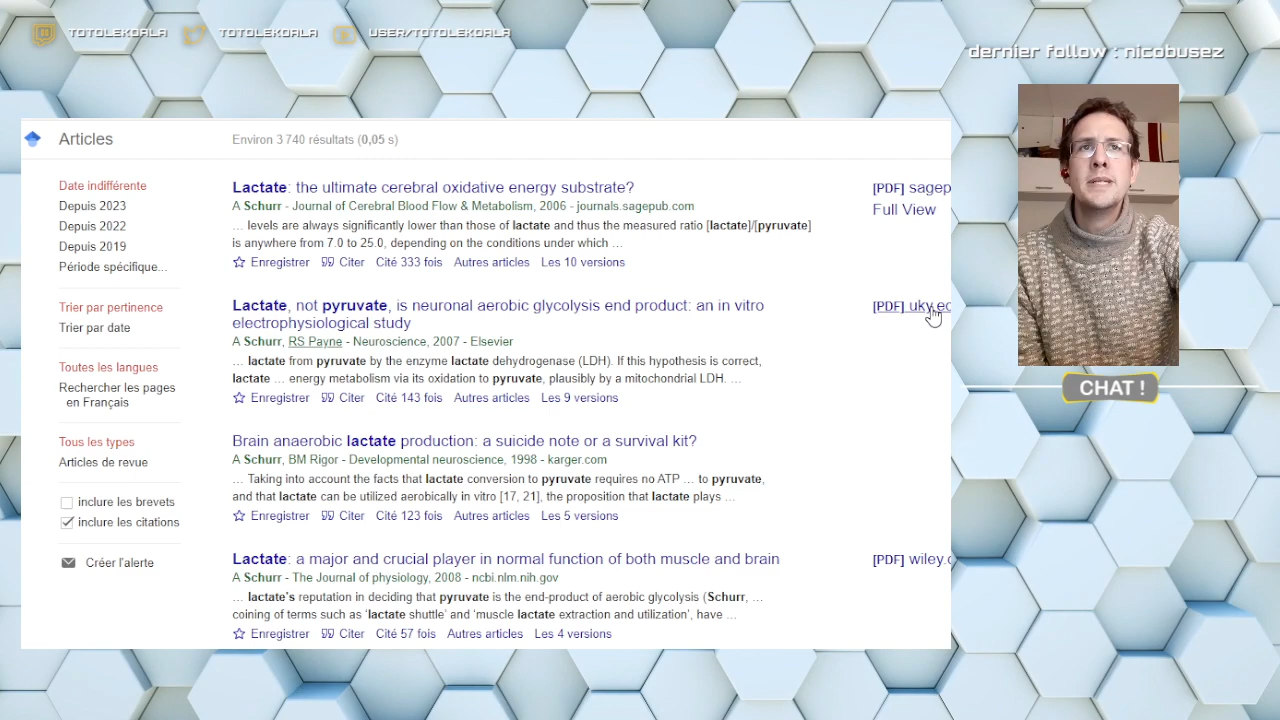 TOTOLEKOALA
TOTOLEKOALA
USER/TOTOLEKOALA
dernier follow : nicobusez
Articles
Environ 3 740 résultats (0,05 s)
Date indifférente
Depuis 2023
Depuis 2022
Depuis 2019
Période spécifique...
Trier par pertinence
Trier par date
Toutes les langues
Rechercher les pages
en Français
Tous les types
Articles de revue
inclure les brevets
inclure les citations
Créer l'alerte
Lactate: the ultimate cerebral oxidative energy substrate?
A Schurr - Journal of Cerebral Blood Flow & Metabolism, 2006 - journals.sagepub.com
... levels are always significantly lower than those of lactate and thus the measured ratio [lactate]/[pyruvate]
is anywhere from 7.0 to 25.0, depending on the conditions under which ...
Enregistrer Citer Cité 333 fois Autres articles Les 10 versions
[PDF] sagep
Full View
Lactate, not pyruvate, is neuronal aerobic glycolysis end product: an in vitro
electrophysiological study
A Schurr, RS Payne - Neuroscience, 2007 - Elsevier
... lactate from pyruvate by the enzyme lactate dehydrogenase (LDH). If this hypothesis is correct,
lactate ... energy metabolism via its oxidation to pyruvate, plausibly by a mitochondrial LDH. ...
Enregistrer Citer Cité 143 fois Autres articles Les 9 versions
[PDF] uky.ec
Brain anaerobic lactate production: a suicide note or a survival kit?
A Schurr, BM Rigor - Developmental neuroscience, 1998 - karger.com
... Taking into account the facts that lactate conversion to pyruvate requires no ATP ... to pyruvate,
and that lactate can be utilized aerobically in vitro [17, 21], the proposition that lactate plays ...
Enregistrer Citer Cité 123 fois Autres articles Les 5 versions
Lactate: a major and crucial player in normal function of both muscle and brain
A Schurr - The Journal of physiology, 2008 - ncbi.nlm.nih.gov
... lactate's reputation in deciding that pyruvate is the end-product of aerobic glycolysis (Schurr, ...
coining of terms such as 'lactate shuttle' and 'muscle lactate extraction and utilization', have ...
Enregistrer Citer Cité 57 fois Autres articles Les 4 versions
[PDF] wiley.c
CHAT !